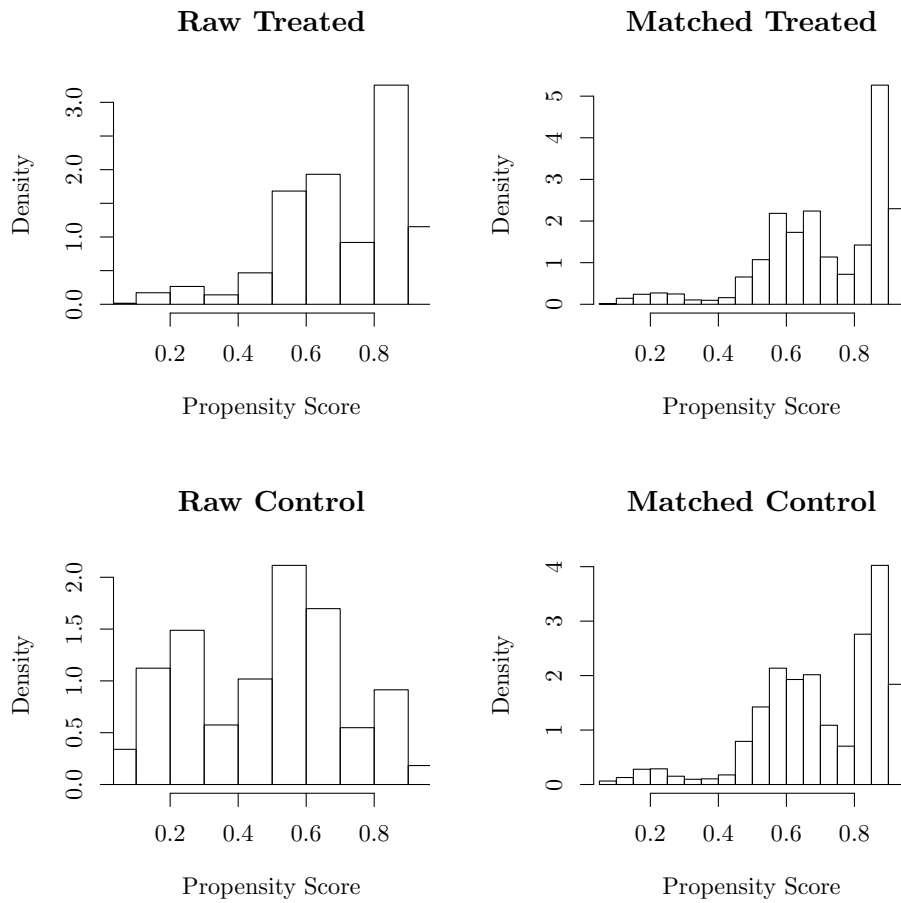 Raw Treated
Density
0.0 1.0 2.0 3.0
0.2 0.4 0.6 0.8
Propensity Score
Matched Treated
Density
0 1 2 3 4 5
0.2 0.4 0.6 0.8
Propensity Score
Raw Control
Density
0.0 0.5 1.0 1.5 2.0
0.2 0.4 0.6 0.8
Propensity Score
Matched Control
Density
0 1 2 3 4
0.2 0.4 0.6 0.8
Propensity Score